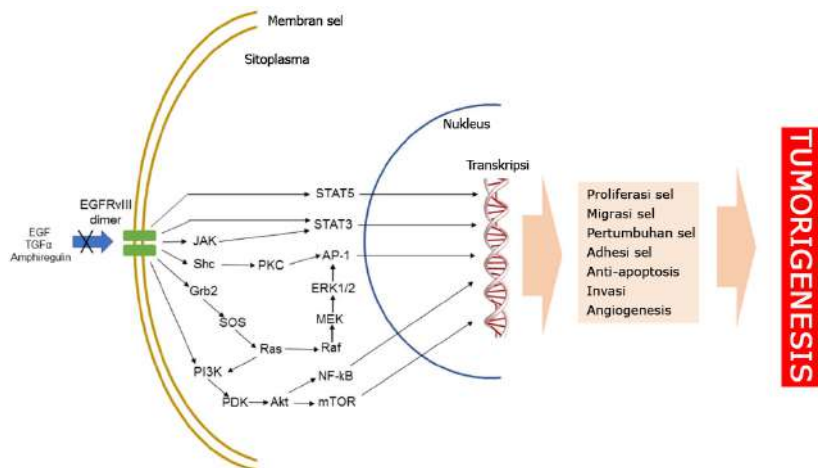 Membran sel
Sitoplasma
Nukleus
Transkripsi
EGFRvIII
dimer
EGF
TGFα
Amphiregulin
STAT5
STAT3
JAK
Shc
PKC
AP-1
Grb2
ERK1/2
SOS
MEK
Ras
Raf
PI3K
NF-kB
PDK
Akt
mTOR
Proliferasi sel
Migrasi sel
Pertumbuhan sel
Adhesi sel
Anti-apoptosis
Invasi
Angiogenesis
TUMORIGENESIS